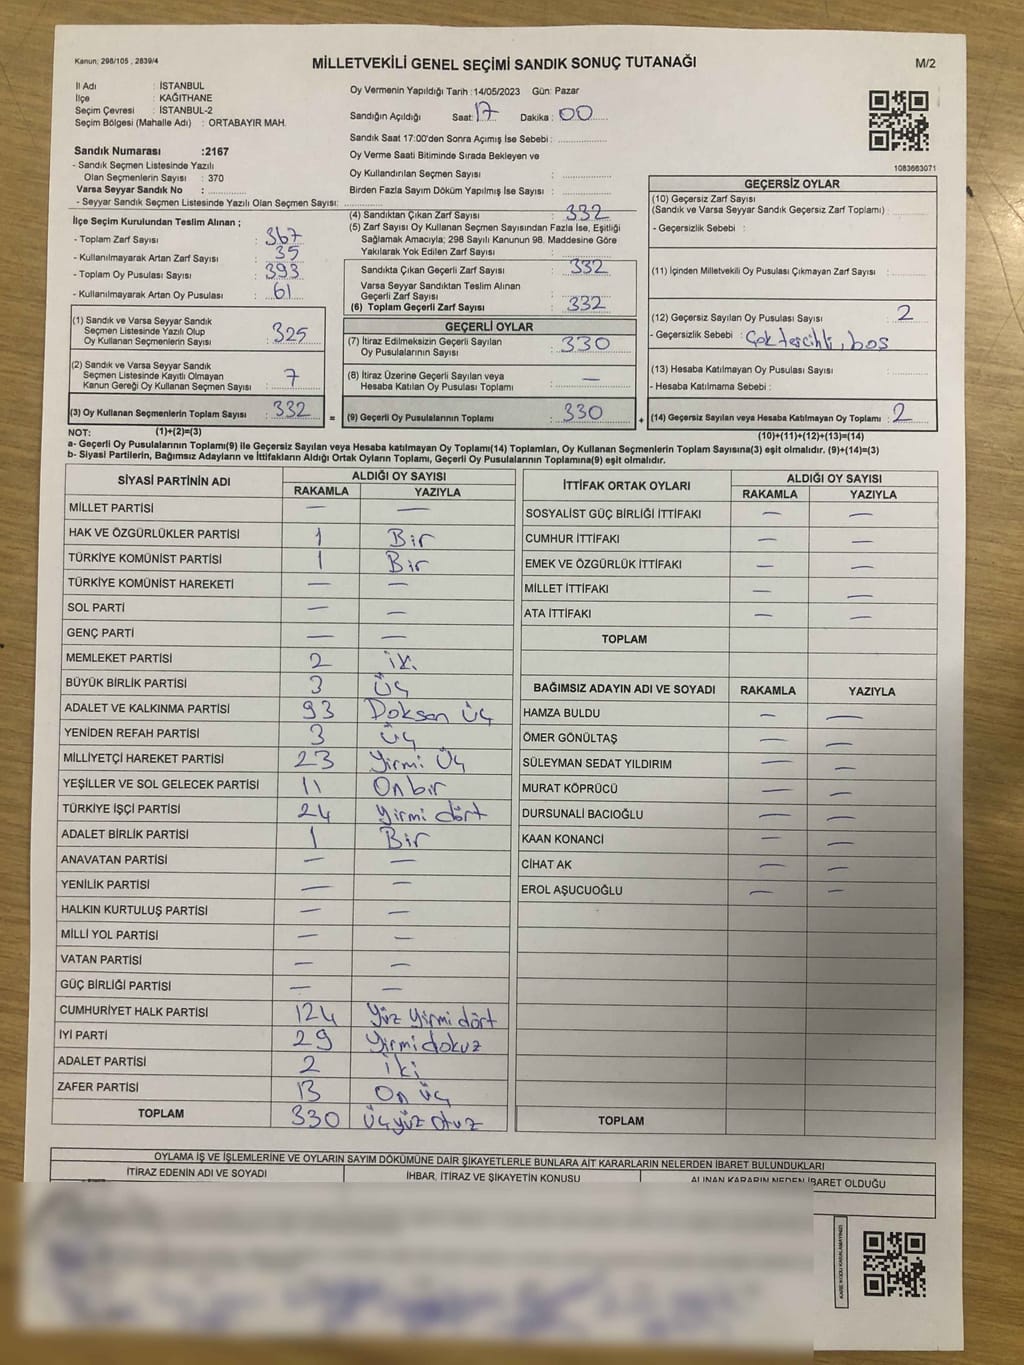 Kanun; 298/105 , 2839/4
MİLLETVEKİLİ GENEL SEÇİMİ SANDIK SONUÇ TUTANAĞI
M/2
İl Adı : İSTANBUL
İlçe : KAĞITHANE
Seçim Çevresi : İSTANBUL-2
Seçim Bölgesi (Mahalle Adı) : ORTABAYIR MAH.
Sandık Numarası :2167
- Sandık Seçmen Listesinde Yazılı
Olan Seçmenlerin Sayısı : 370
Varsa Seyyar Sandık No :
- Seyyar Sandık Seçmen Listesinde Yazılı Olan Seçmen Sayısı:
Oy Vermenin Yapıldığı Tarih :14/05/2023 Gün: Pazar
Sandığın Açıldığı Saat: 17 Dakika : 00
Sandık Saat 17:00'den Sonra Açımış İse Sebebi :
Oy Verme Saati Bitiminde Sırada Bekleyen ve
Oy Kullandırılan Seçmen Sayısı :
Birden Fazla Sayım Döküm Yapılmış İse Sayısı :
1083663071
İlçe Seçim Kurulundan Teslim Alınan ;
- Toplam Zarf Sayısı : 367
- Kullanılmayarak Artan Zarf Sayısı : 35
- Toplam Oy Pusulası Sayısı : 393
- Kullanılmayarak Artan Oy Pusulası : 61
(4) Sandıktan Çıkan Zarf Sayısı : 332
(5) Zarf Sayısı Oy Kullanan Seçmen Sayısından Fazla İse, Eşitliği
Sağlamak Amacıyla; 298 Sayılı Kanunun 98. Maddesine Göre
Yakılarak Yok Edilen Zarf Sayısı :
Sandıkta Çıkan Geçerli Zarf Sayısı : 332
Varsa Seyyar Sandıktan Teslim Alınan
Geçerli Zarf Sayısı :
(6) Toplam Geçerli Zarf Sayısı : 332
GEÇERSİZ OYLAR
(10) Geçersiz Zarf Sayısı
(Sandık ve Varsa Seyyar Sandık Geçersiz Zarf Toplamı) :
- Geçersizlik Sebebi :
(11) İçinden Milletvekili Oy Pusulası Çıkmayan Zarf Sayısı :
(12) Geçersiz Sayılan Oy Pusulası Sayısı : 2
- Geçersizlik Sebebi : Çok tercihli, boş
(13) Hesaba Katılmayan Oy Pusulası Sayısı :
- Hesaba Katılmama Sebebi :
(14) Geçersiz Sayılan veya Hesaba Katılmayan Oy Toplamı : 2
(10)+(11)+(12)+(13)=(14)
(1) Sandık ve Varsa Seyyar Sandık
Seçmen Listesinde Yazılı Olup
Oy Kullanan Seçmenlerin Sayısı : 325
(2) Sandık ve Varsa Seyyar Sandık
Seçmen Listesinde Kayıtlı Olmayan
Kanun Gereği Oy Kullanan Seçmen Sayısı : 7
(3) Oy Kullanan Seçmenlerin Toplam Sayısı : 332 =
GEÇERLİ OYLAR
(7) İtiraz Edilmeksizin Geçerli Sayılan
Oy Pusulalarının Sayısı : 330
(8) İtiraz Üzerine Geçerli Sayılan veya
Hesaba Katılan Oy Pusulası Toplamı : —
(9) Geçerli Oy Pusulalarının Toplamı : 330 +
NOT: (1)+(2)=(3)
a- Geçerli Oy Pusulalarının Toplamı(9) ile Geçersiz Sayılan veya Hesaba katılmayan Oy Toplamı(14) Toplamları, Oy Kullanan Seçmenlerin Toplam Sayısına(3) eşit olmalıdır. (9)+(14)=(3)
b- Siyasi Partilerin, Bağımsız Adayların ve İttifakların Aldığı Ortak Oyların Toplamı, Geçerli Oy Pusulalarının Toplamına(9) eşit olmalıdır.
SİYASİ PARTİNİN ADI ALDIĞI OY SAYISI
RAKAMLA YAZIYLA
MİLLET PARTİSİ — —
HAK VE ÖZGÜRLÜKLER PARTİSİ 1 Bir
TÜRKİYE KOMÜNİST PARTİSİ 1 Bir
TÜRKİYE KOMÜNİST HAREKETİ — —
SOL PARTİ — —
GENÇ PARTİ — —
MEMLEKET PARTİSİ 2 iki
BÜYÜK BİRLİK PARTİSİ 3 Üç
ADALET VE KALKINMA PARTİSİ 93 Doksan üç
YENİDEN REFAH PARTİSİ 3 Üç
MİLLİYETÇİ HAREKET PARTİSİ 23 Yirmi Üç
YEŞİLLER VE SOL GELECEK PARTİSİ 11 On bir
TÜRKİYE İŞÇİ PARTİSİ 24 Yirmi dört
ADALET BİRLİK PARTİSİ 1 Bir
ANAVATAN PARTİSİ — —
YENİLİK PARTİSİ — —
HALKIN KURTULUŞ PARTİSİ — —
MİLLİ YOL PARTİSİ — —
VATAN PARTİSİ — —
GÜÇ BİRLİĞİ PARTİSİ — —
CUMHURİYET HALK PARTİSİ 124 Yüz Yirmi dört
İYİ PARTİ 29 Yirmi dokuz
ADALET PARTİSİ 2 iki
ZAFER PARTİSİ 13 On üç
TOPLAM 330 Üçyüz otuz
İTTİFAK ORTAK OYLARI ALDIĞI OY SAYISI
RAKAMLA YAZIYLA
SOSYALİST GÜÇ BİRLİĞİ İTTİFAKI — —
CUMHUR İTTİFAKI — —
EMEK VE ÖZGÜRLÜK İTTİFAKI — —
MİLLET İTTİFAKI — —
ATA İTTİFAKI — —
TOPLAM
BAĞIMSIZ ADAYIN ADI VE SOYADI RAKAMLA YAZIYLA
HAMZA BULDU — —
ÖMER GÖNÜLTAŞ — —
SÜLEYMAN SEDAT YILDIRIM — —
MURAT KÖPRÜCÜ — —
DURSUNALİ BACIOĞLU — —
KAAN KONANCİ — —
CİHAT AK — —
EROL AŞUCUOĞLU — —
TOPLAM
OYLAMA İŞ VE İŞLEMLERİNE VE OYLARIN SAYIM DÖKÜMÜNE DAİR ŞİKAYETLERLE BUNLARA AİT KARARLARIN NELERDEN İBARET BULUNDUKLARI
İTİRAZ EDENİN ADI VE SOYADI İHBAR, İTİRAZ VE ŞİKAYETİN KONUSU ALINAN KARARIN NEDEN İBARET OLDUĞU
KARE KODU KARALAMAYINIZ!